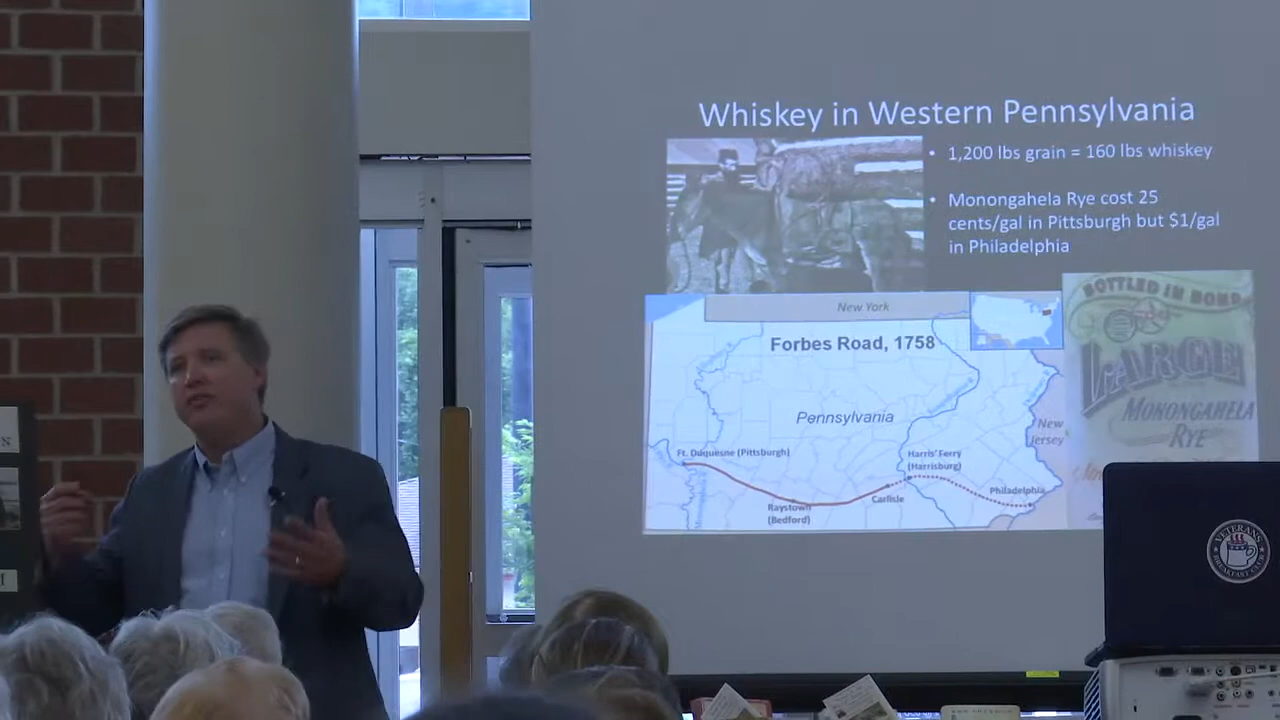 Whiskey in Western Pennsylvania
• 1,200 lbs grain = 160 lbs whiskey
• Monongahela Rye cost 25
cents/gal in Pittsburgh but $1/gal
in Philadelphia
New York
Forbes Road, 1758
Pennsylvania
New
Jersey
Ft. Duquesne (Pittsburgh)
Harris' Ferry
(Harrisburg)
Raystown
(Bedford)
Carlisle
Philadelphia
BOTTLED IN BOND
LARGE
MONONGAHELA
RYE
VETERANS
BREAKFAST CLUB